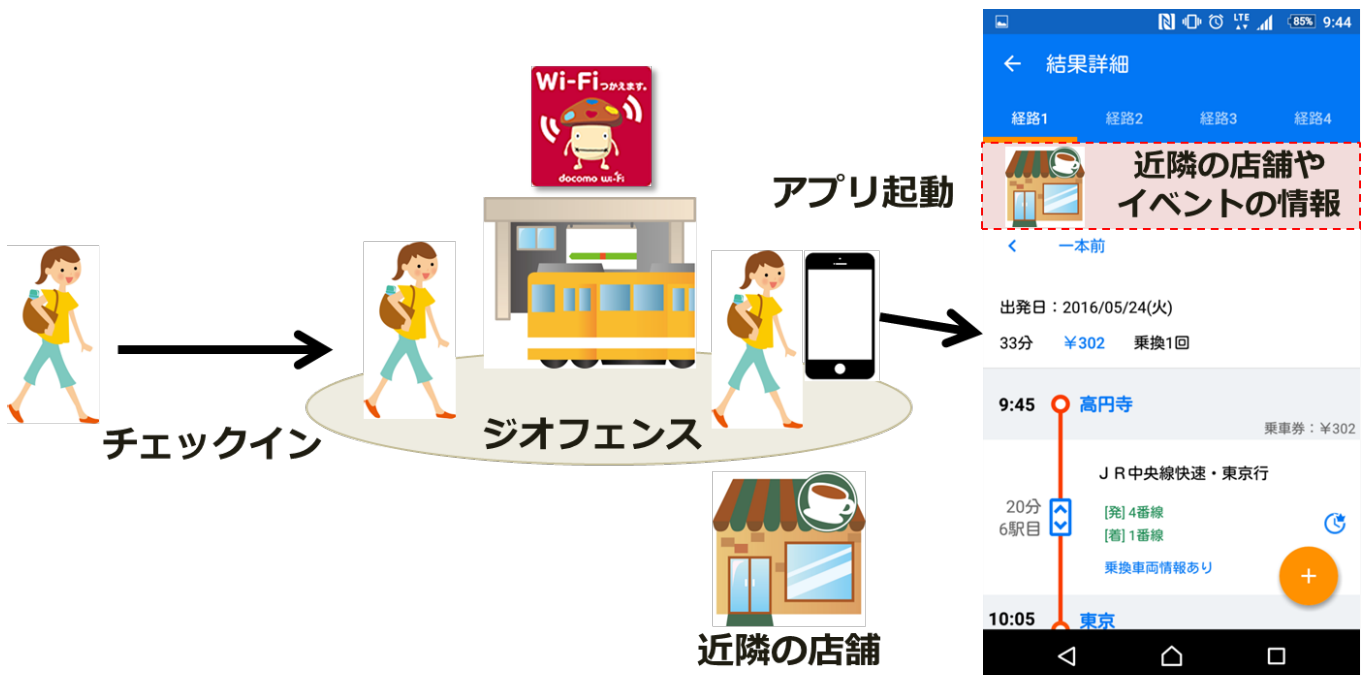 Wi-Fiつかえます。
docomo Wi-Fi
チェックイン
ジオフェンス
近隣の店舗
アプリ起動
LTE 85% 9:44
結果詳細
経路1 経路2 経路3 経路4
近隣の店舗や
イベントの情報
一本前
出発日：2016/05/24(火)
33分 ￥302 乗換1回
9:45 高円寺
乗車券：￥302
ＪＲ中央線快速・東京行
20分
6駅目
[発] 4番線
[着] 1番線
乗換車両情報あり
10:05 東京